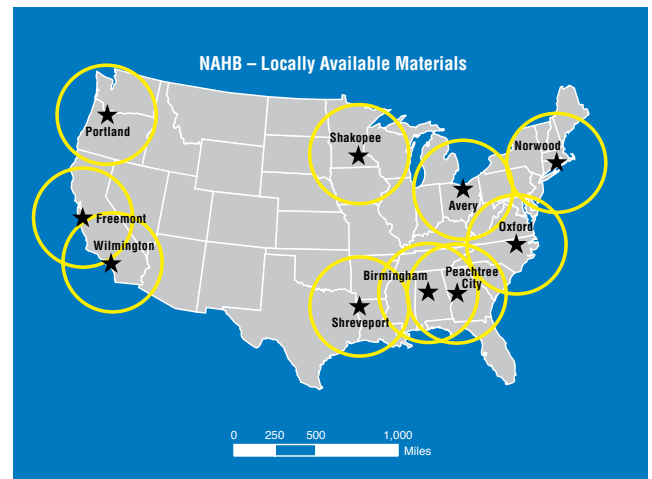 NAHB – Locally Available Materials
Portland
Shakopee
Norwood
Avery
Freemont
Oxford
Wilmington
Birmingham
Peachtree
City
Shreveport
0 250 500 1,000
Miles